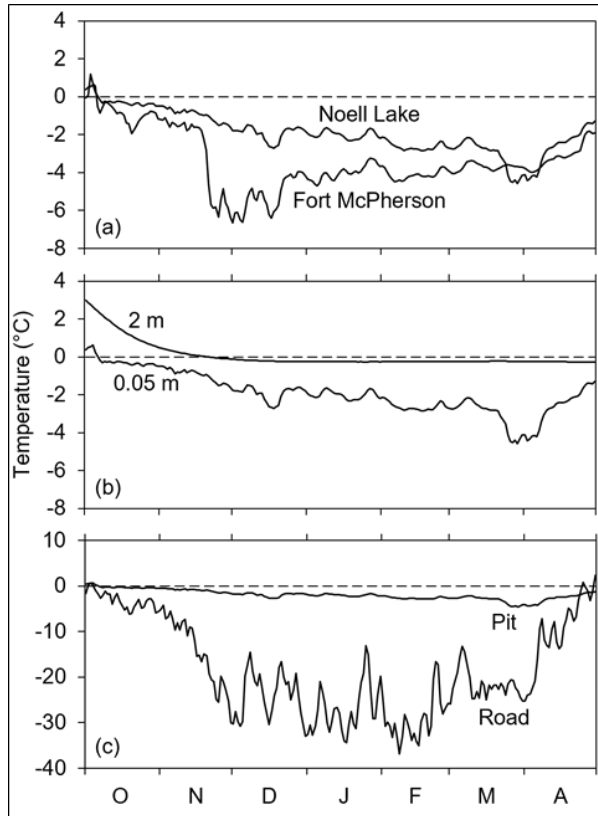 4
2
0
-2
-4
-6
-8
Noell Lake
Fort McPherson
(a)
4
2
0
-2
-4
-6
-8
2 m
0.05 m
(b)
Temperature (°C)
10
0
-10
-20
-30
-40
Pit
Road
(c)
O N D J F M A